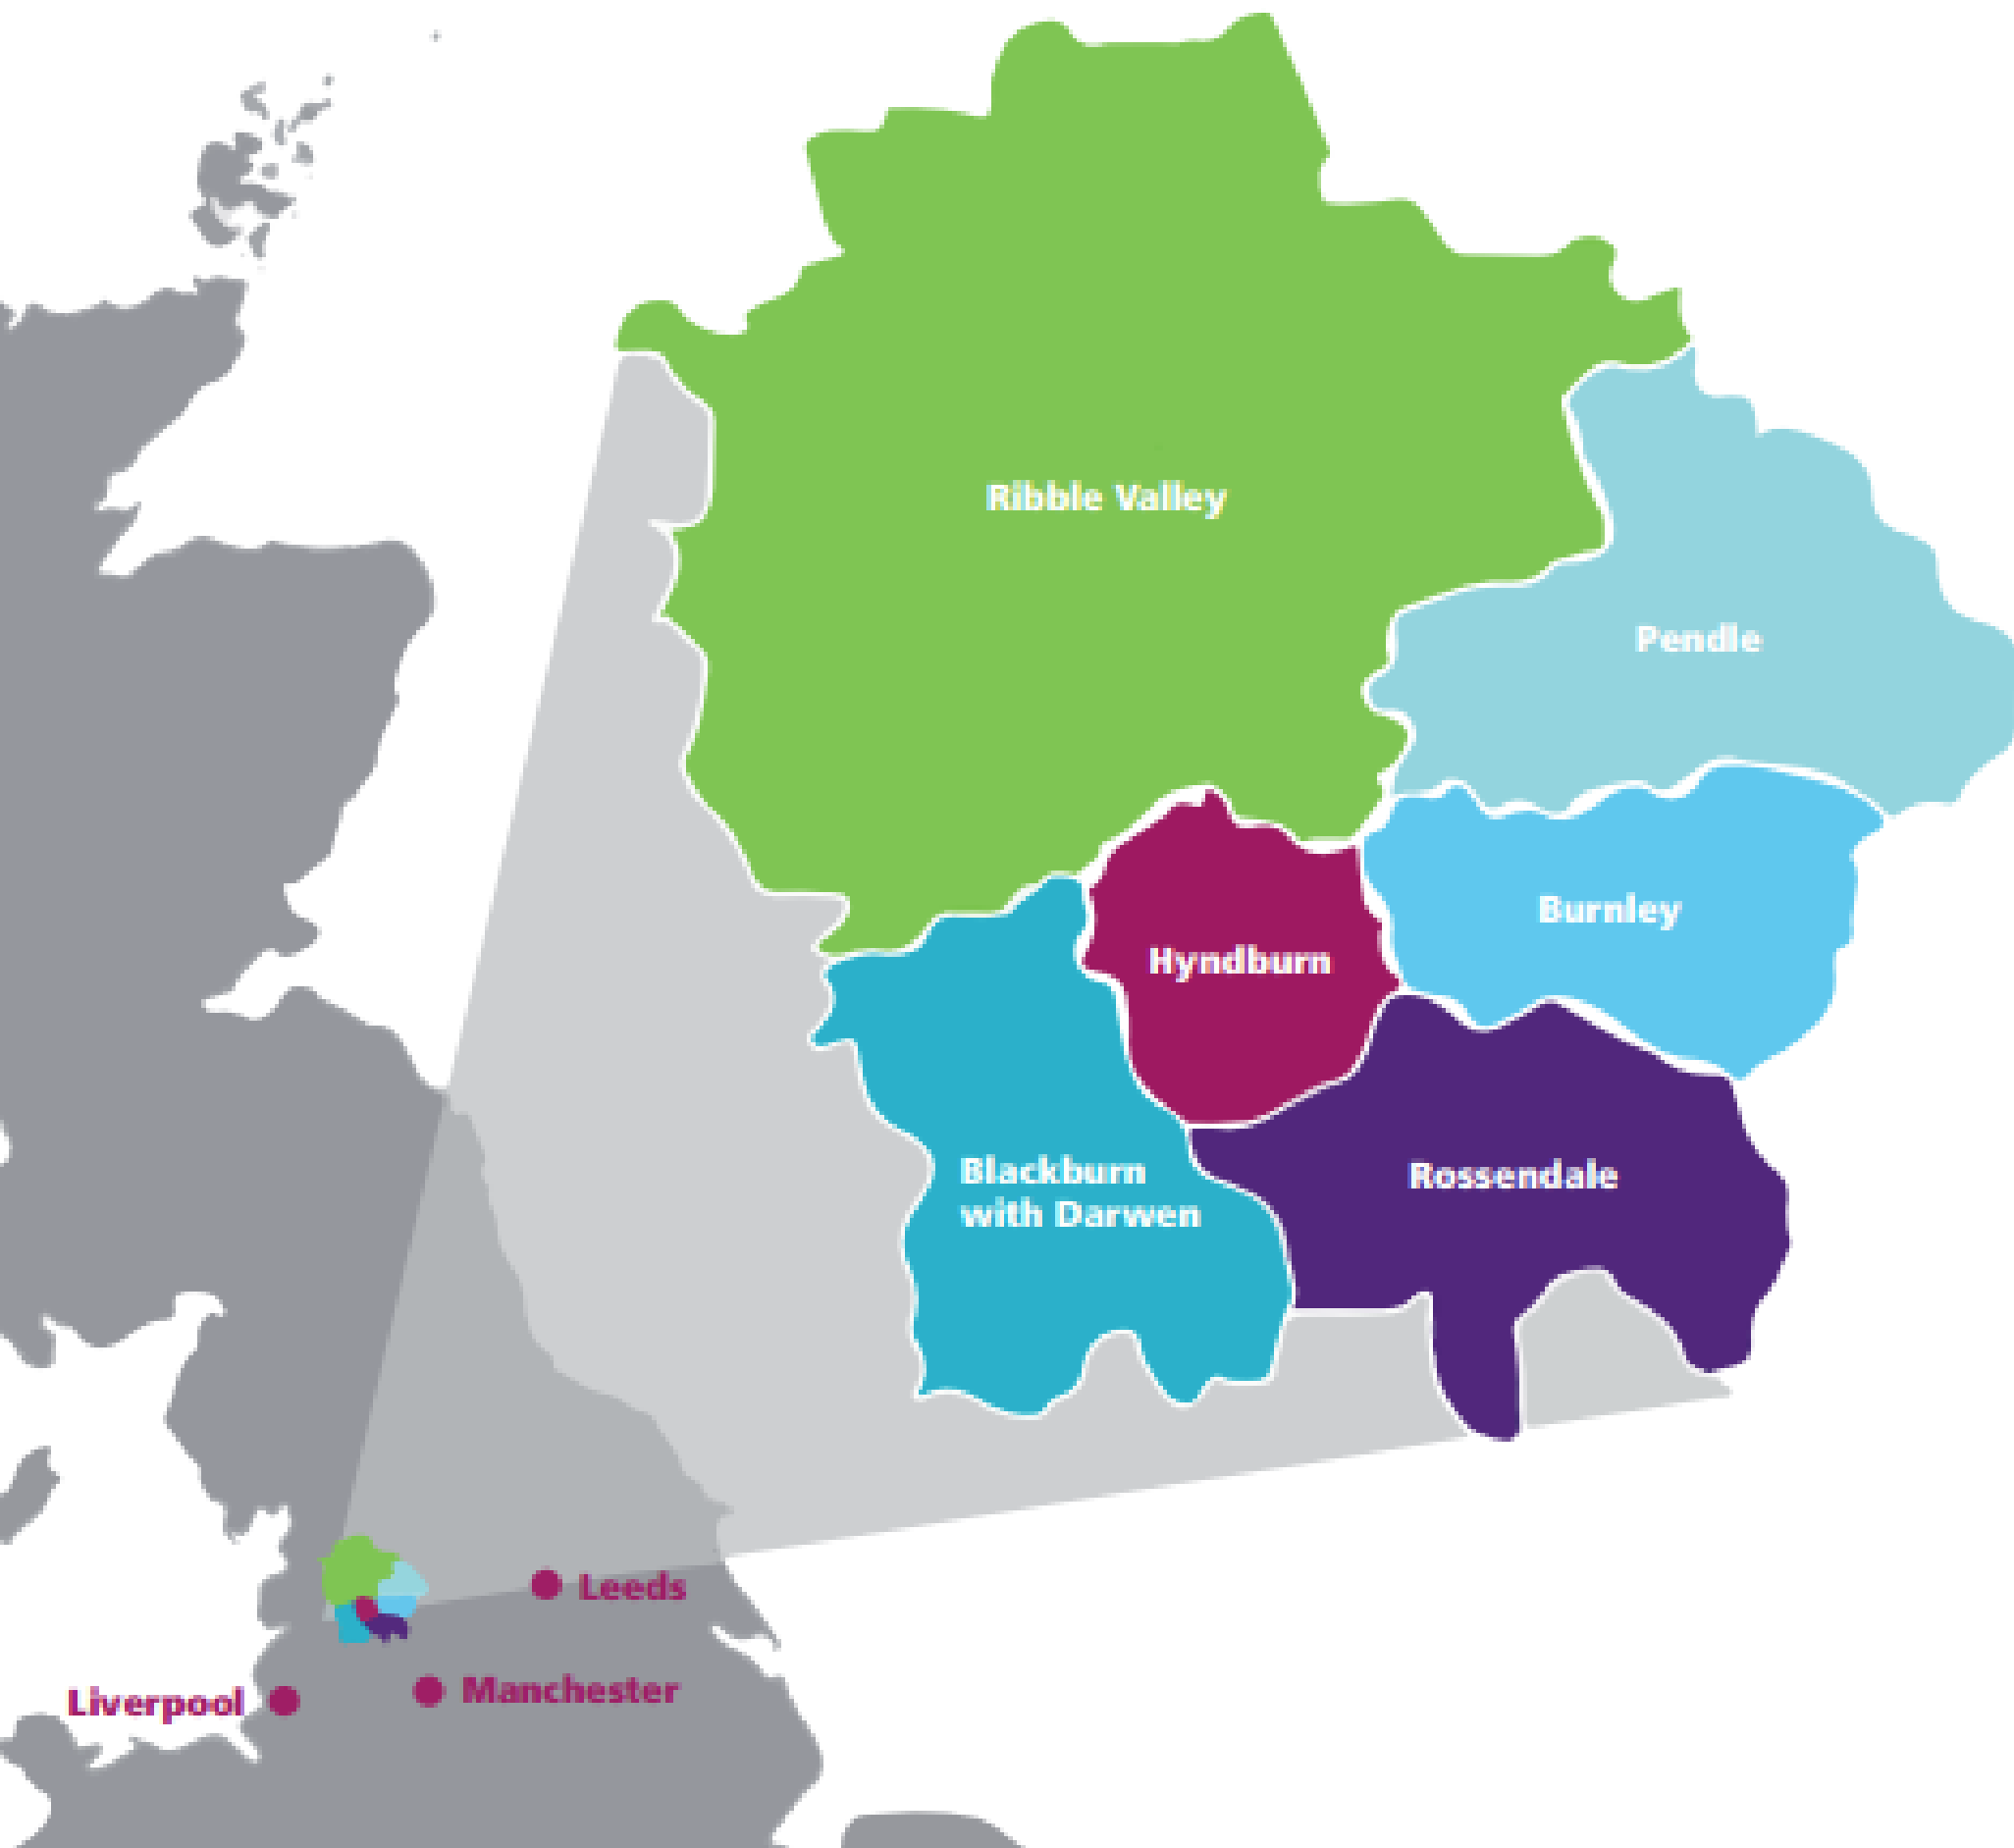 Ribble Valley
Pendle
Burnley
Hyndburn
Blackburn
with Darwen
Rossendale
Leeds
Manchester
Liverpool